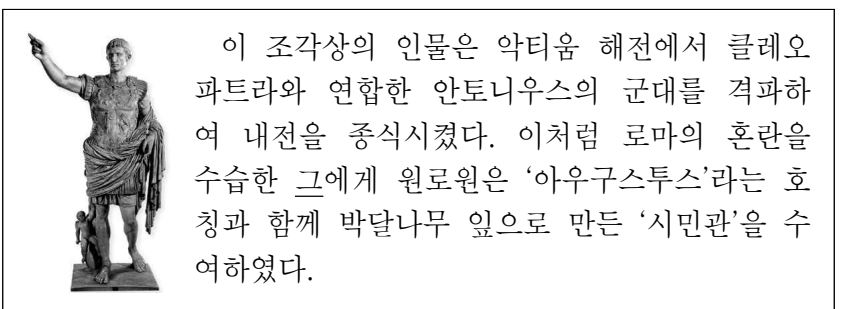 이 조각상의 인물은 악티움 해전에서 클레오
파트라와 연합한 안토니우스의 군대를 격파하
여 내전을 종식시켰다. 이처럼 로마의 혼란을
수습한 그에게 원로원은 ‘아우구스투스’라는 호
칭과 함께 박달나무 잎으로 만든 ‘시민관’을 수
여하였다.